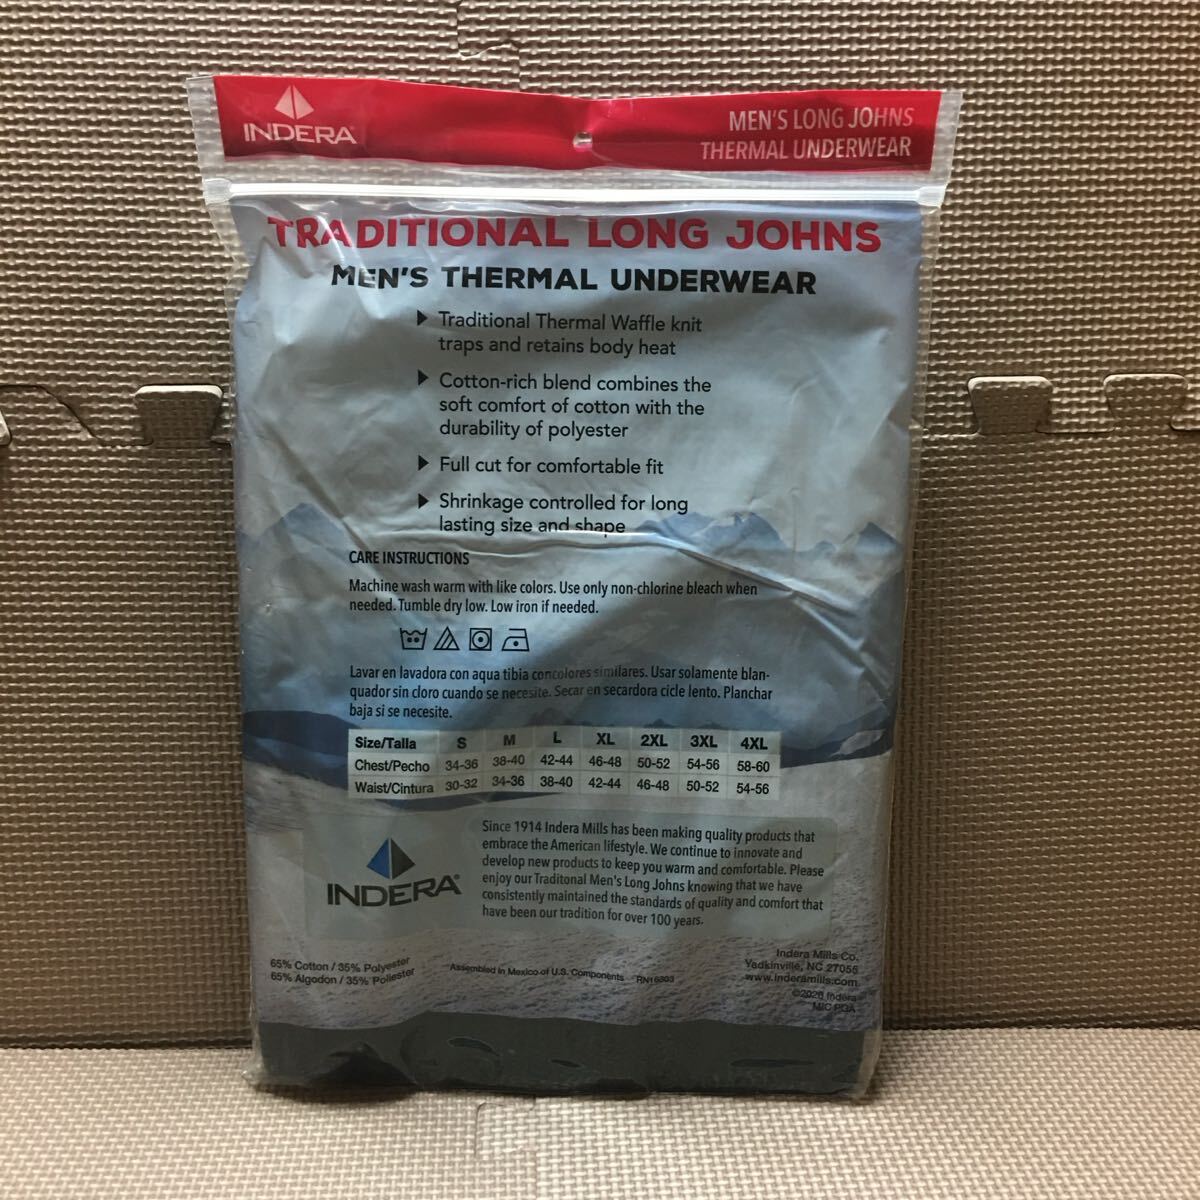 INDERA
MEN'S LONG JOHNS
THERMAL UNDERWEAR
TRADITIONAL LONG JOHNS
MEN'S THERMAL UNDERWEAR
Traditional Thermal Waffle knit
traps and retains body heat
Cotton-rich blend combines the
soft comfort of cotton with the
durability of polyester
Full cut for comfortable fit
Shrinkage controlled for long
lasting size and shape
CARE INSTRUCTIONS
Machine wash warm with like colors. Use only non-chlorine bleach when
needed. Tumble dry low. Low iron if needed.
Lavar en lavadora con aqua tibia concolores similares. Usar solamente blan-
quador sin cloro cuando se necesite. Secar en secardora cicle lento. Planchar
baja si se necesite.
Size/Talla S M L XL 2XL 3XL 4XL
Chest/Pecho 34-36 38-40 42-44 46-48 50-52 54-56 58-60
Waist/Cintura 30-32 34-36 38-40 42-44 46-48 50-52 54-56
INDERA®
Since 1914 Indera Mills has been making quality products that
embrace the American lifestyle. We continue to innovate and
develop new products to keep you warm and comfortable. Please
enjoy our Traditonal Men's Long Johns knowing that we have
consistently maintained the standards of quality and comfort that
have been our tradition for over 100 years.
65% Cotton / 35% Polyester
65% Algodon / 35% Poliester
Assembled in Mexico of U.S. Components RN16303
Indera Mills Co.
Yadkinville, NC 27055
www.inderamills.com
©2020 Indera
MIC PGA